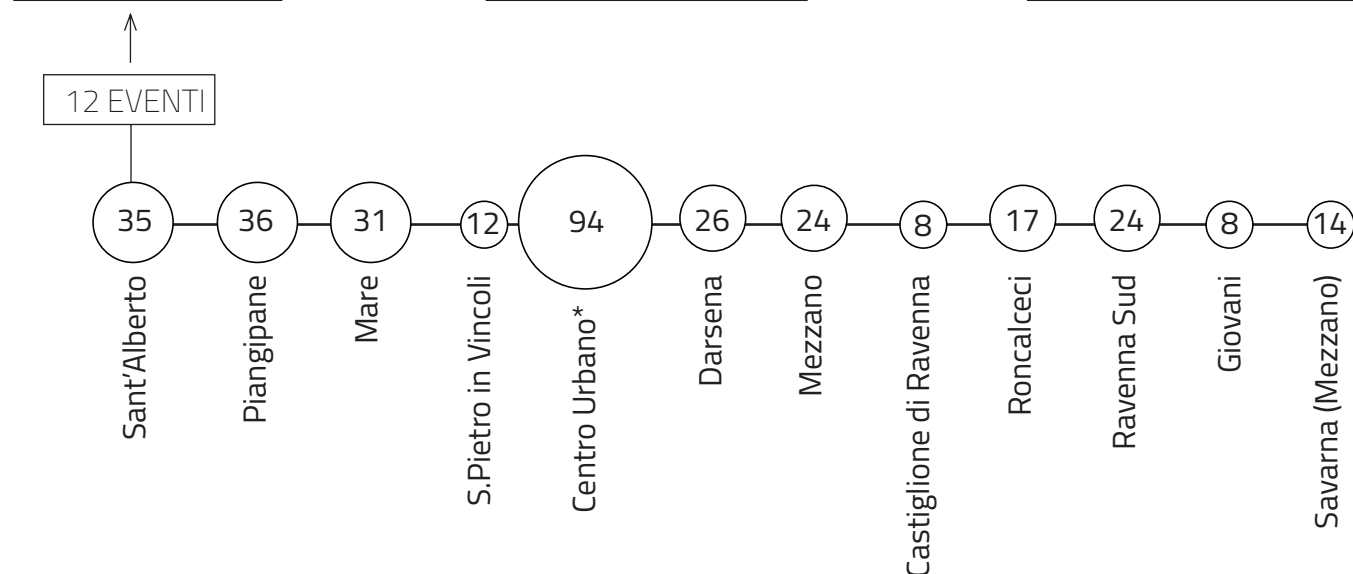 12 EVENTI
35
36
31
12
94
26
24
8
17
24
8
14
Sant'Alberto
Piangipane
Mare
S.Pietro in Vincoli
Centro Urbano*
Darsena
Mezzano
Castiglione di Ravenna
Roncalceci
Ravenna Sud
Giovani
Savarna (Mezzano)